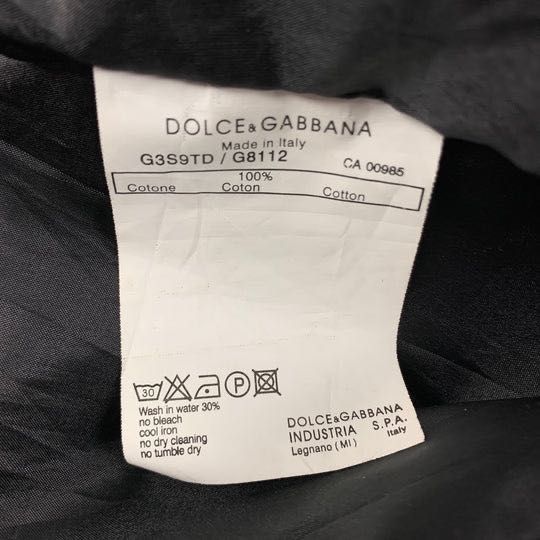 DOLCE&GABBANA
Made in Italy
G3S9TD / G8112 CA 00985
100%
Cotone Coton Cotton
30 P
Wash in water 30%
no bleach
cool iron
no dry cleaning
no tumble dry
DOLCE&GABBANA
INDUSTRIA S.P.A.
Legnano (MI) Italy